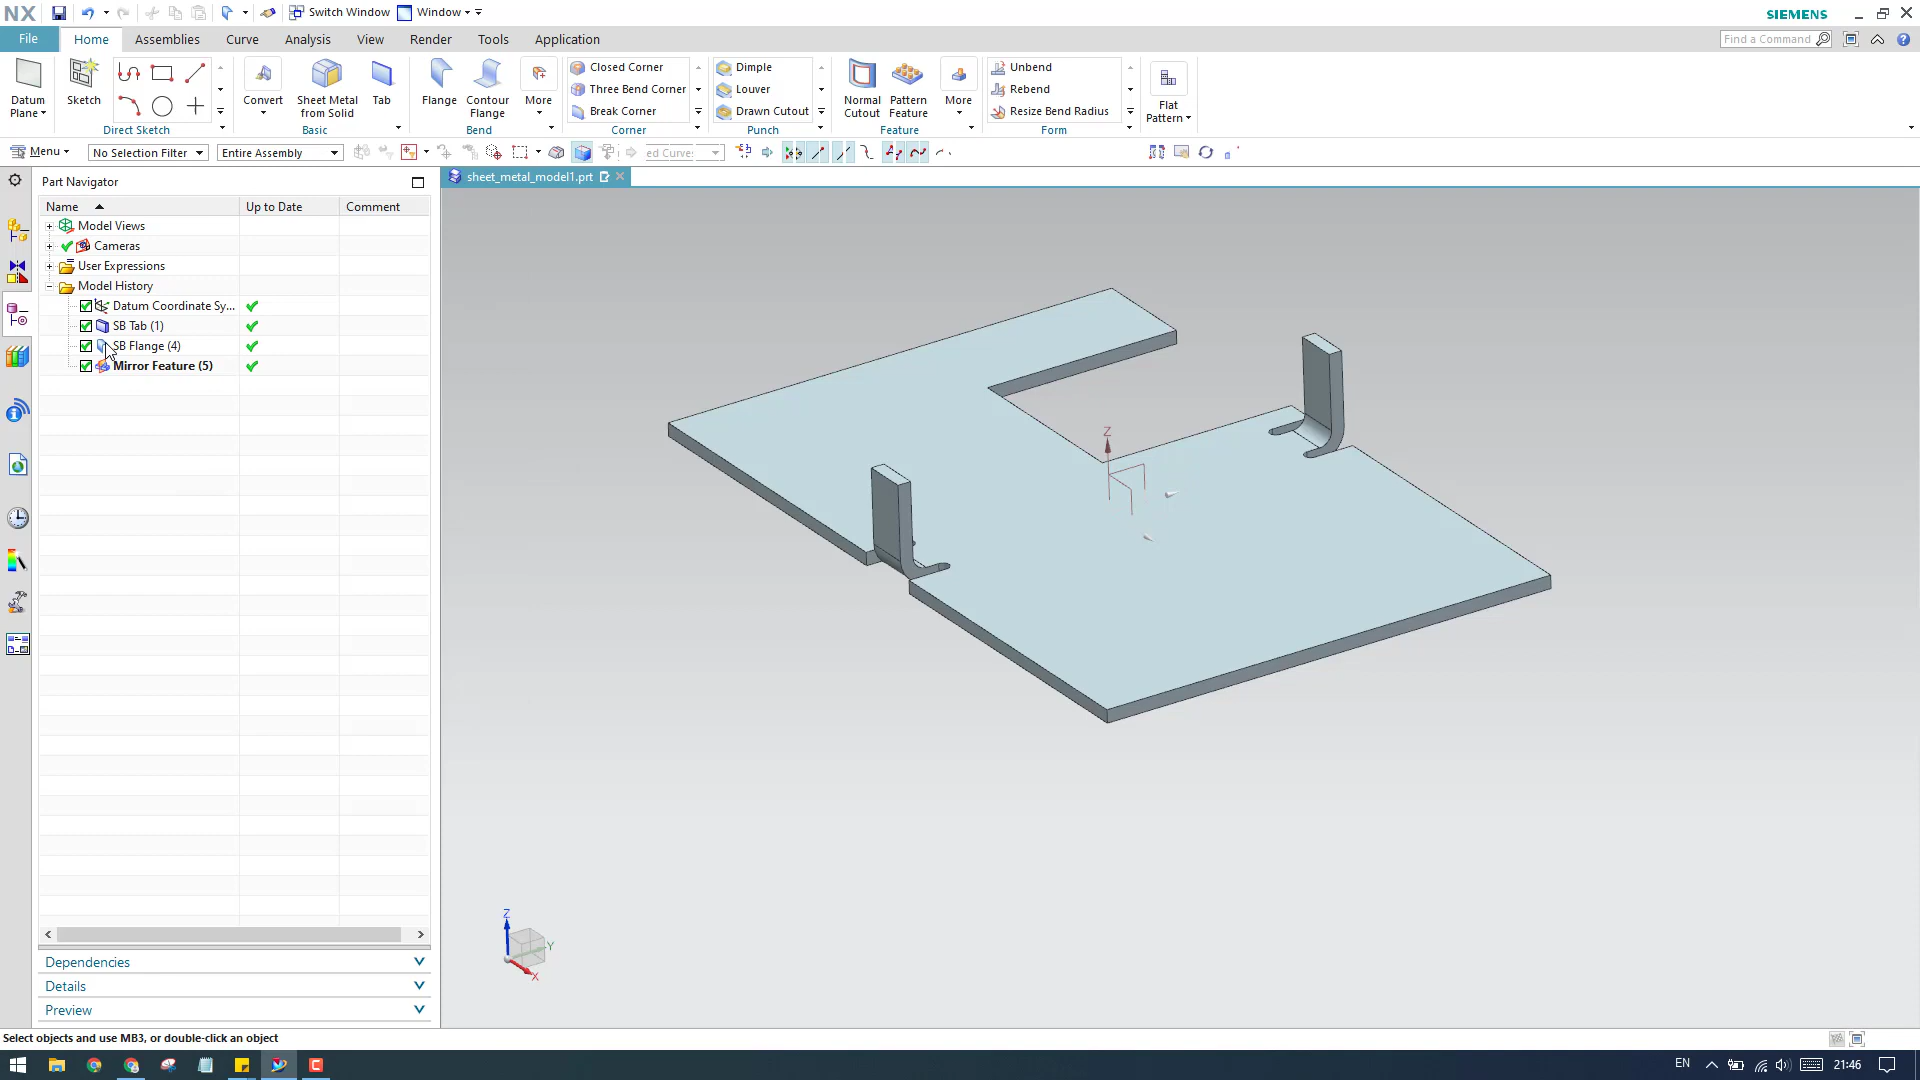 NX Switch Window Window SIEMENS
File Home Assemblies Curve Analysis View Render Tools Application Find a Command
Datum Plane Sketch Convert Sheet Metal from Solid Tab Flange Contour Flange More Closed Corner Three Bend Corner Break Corner Dimple Louver Drawn Cutout Normal Cutout Pattern Feature More Unbend Rebend Resize Bend Radius Flat Pattern
Direct Sketch Basic Bend Corner Punch Feature Form
Menu No Selection Filter Entire Assembly ed Curve
Part Navigator sheet_metal_model1.prt
Name Up to Date Comment
Model Views
Cameras
User Expressions
Model History
Datum Coordinate Sy...
SB Tab (1)
SB Flange (4)
Mirror Feature (5)
Z
Z
Y
X
Dependencies
Details
Preview
Select objects and use MB3, or double-click an object
EN 21:46